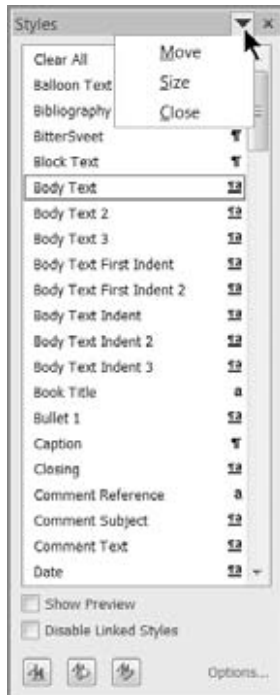 Styles
Move
Size
Close
Clear All
Balloon Text
Bibliography
BitterSveet
Block Text
Body Text
Body Text 2
Body Text 3
Body Text First Indent
Body Text First Indent 2
Body Text Indent
Body Text Indent 2
Body Text Indent 3
Book Title a
Bullet 1
Caption
Closing
Comment Reference a
Comment Subject
Comment Text
Date
Show Preview
Disable Linked Styles
Options...